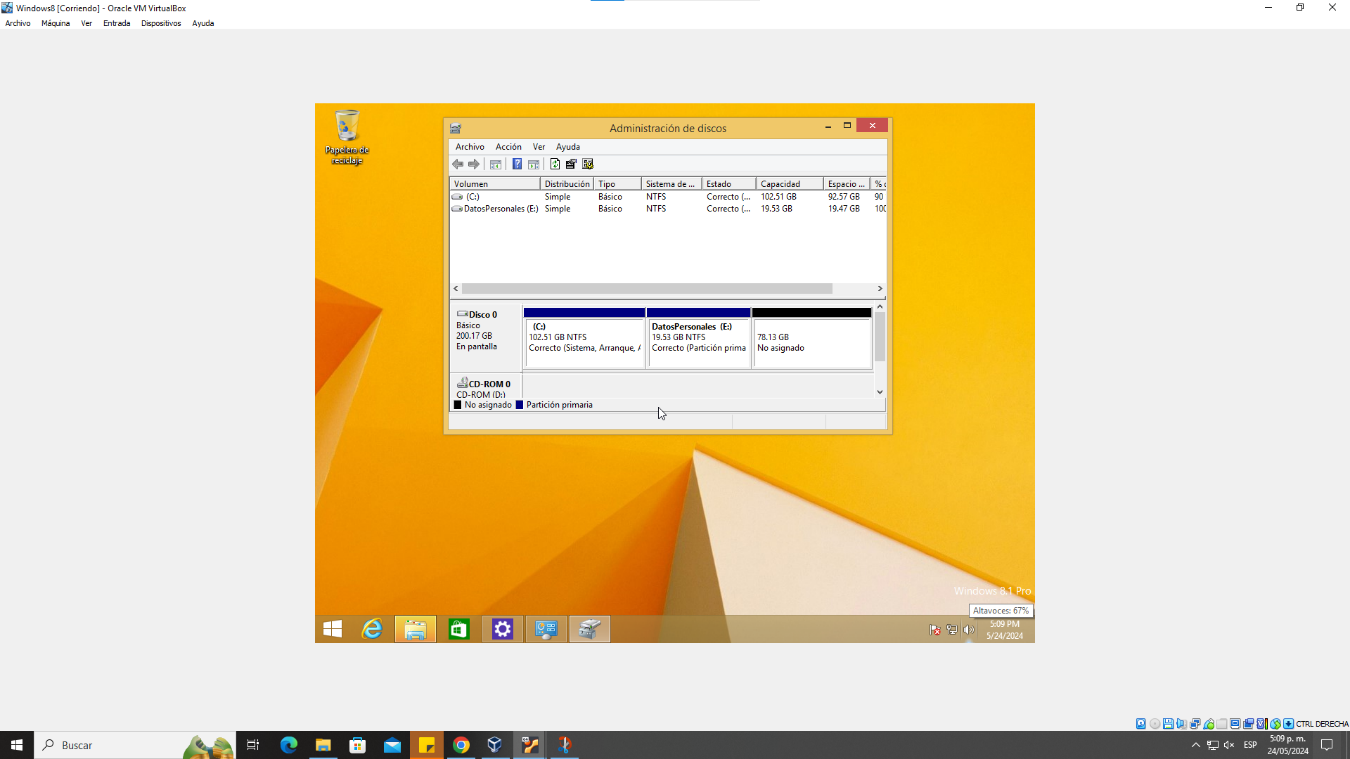 Windows8 [Corriendo] - Oracle VM VirtualBox
Archivo Máquina Ver Entrada Dispositivos Ayuda
Papelera de reciclaje
Administración de discos
Archivo Acción Ver Ayuda
Volumen Distribución Tipo Sistema de ... Estado Capacidad Espacio ... % c
(C:) Simple Básico NTFS Correcto (... 102.51 GB 92.57 GB 90
DatosPersonales (E:) Simple Básico NTFS Correcto (... 19.53 GB 19.47 GB 100
Disco 0
Básico
200.17 GB
En pantalla
(C:)
102.51 GB NTFS
Correcto (Sistema, Arranque, A
DatosPersonales (E:)
19.53 GB NTFS
Correcto (Partición prima
78.13 GB
No asignado
CD-ROM 0
CD-ROM (D:)
No asignado Partición primaria
Windows 8.1 Pro
Altavoces: 67%
5:09 PM
5/24/2024
CTRL DERECHA
Buscar
ESP
5:09 p. m.
24/05/2024